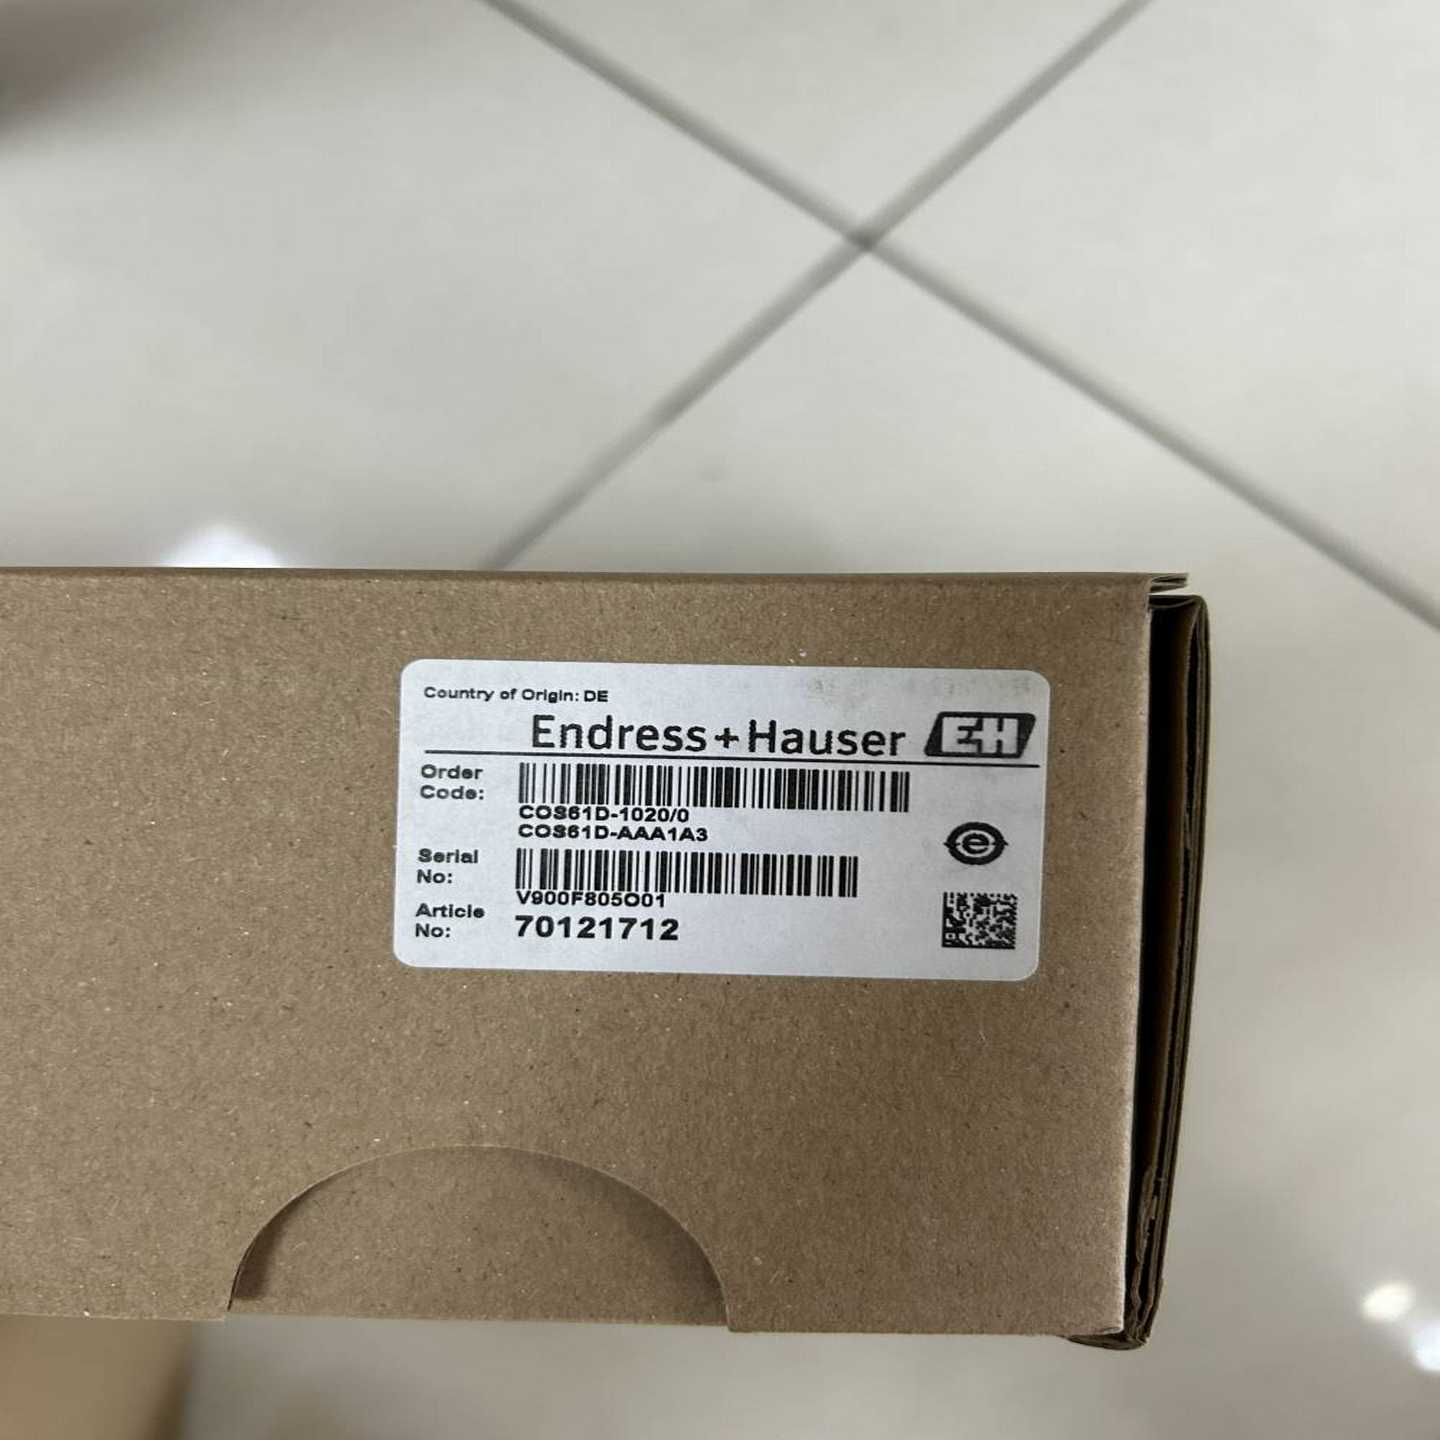 Country of Origin: DE
Endress+Hauser EH
Order Code:
COS61D-1020/0
COS61D-AAA1A3
e
Serial No:
V900F805O01
Article No:
70121712